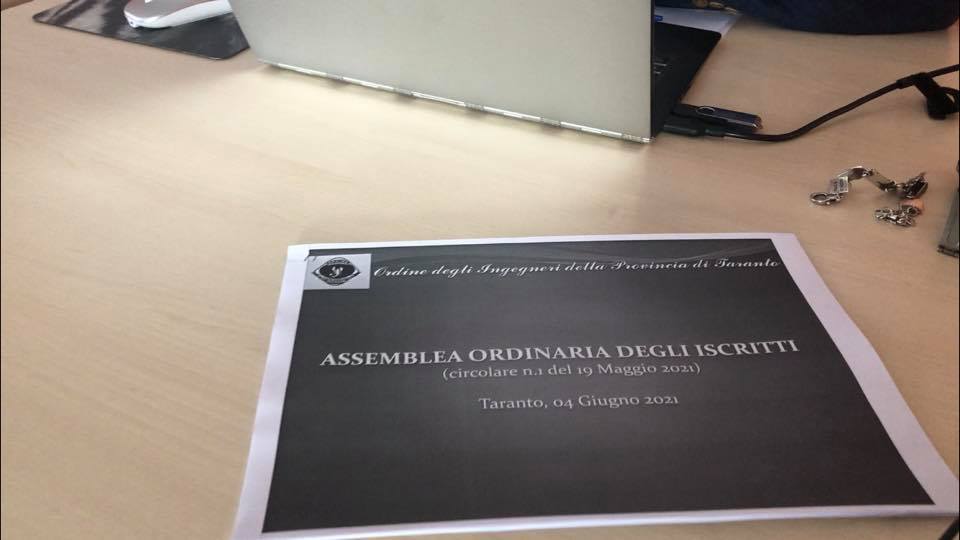 Ordine degli Ingegneri della Provincia di Taranto
ASSEMBLEA ORDINARIA DEGLI ISCRITTI
(circolare n.1 del 19 Maggio 2021)
Taranto, 04 Giugno 2021